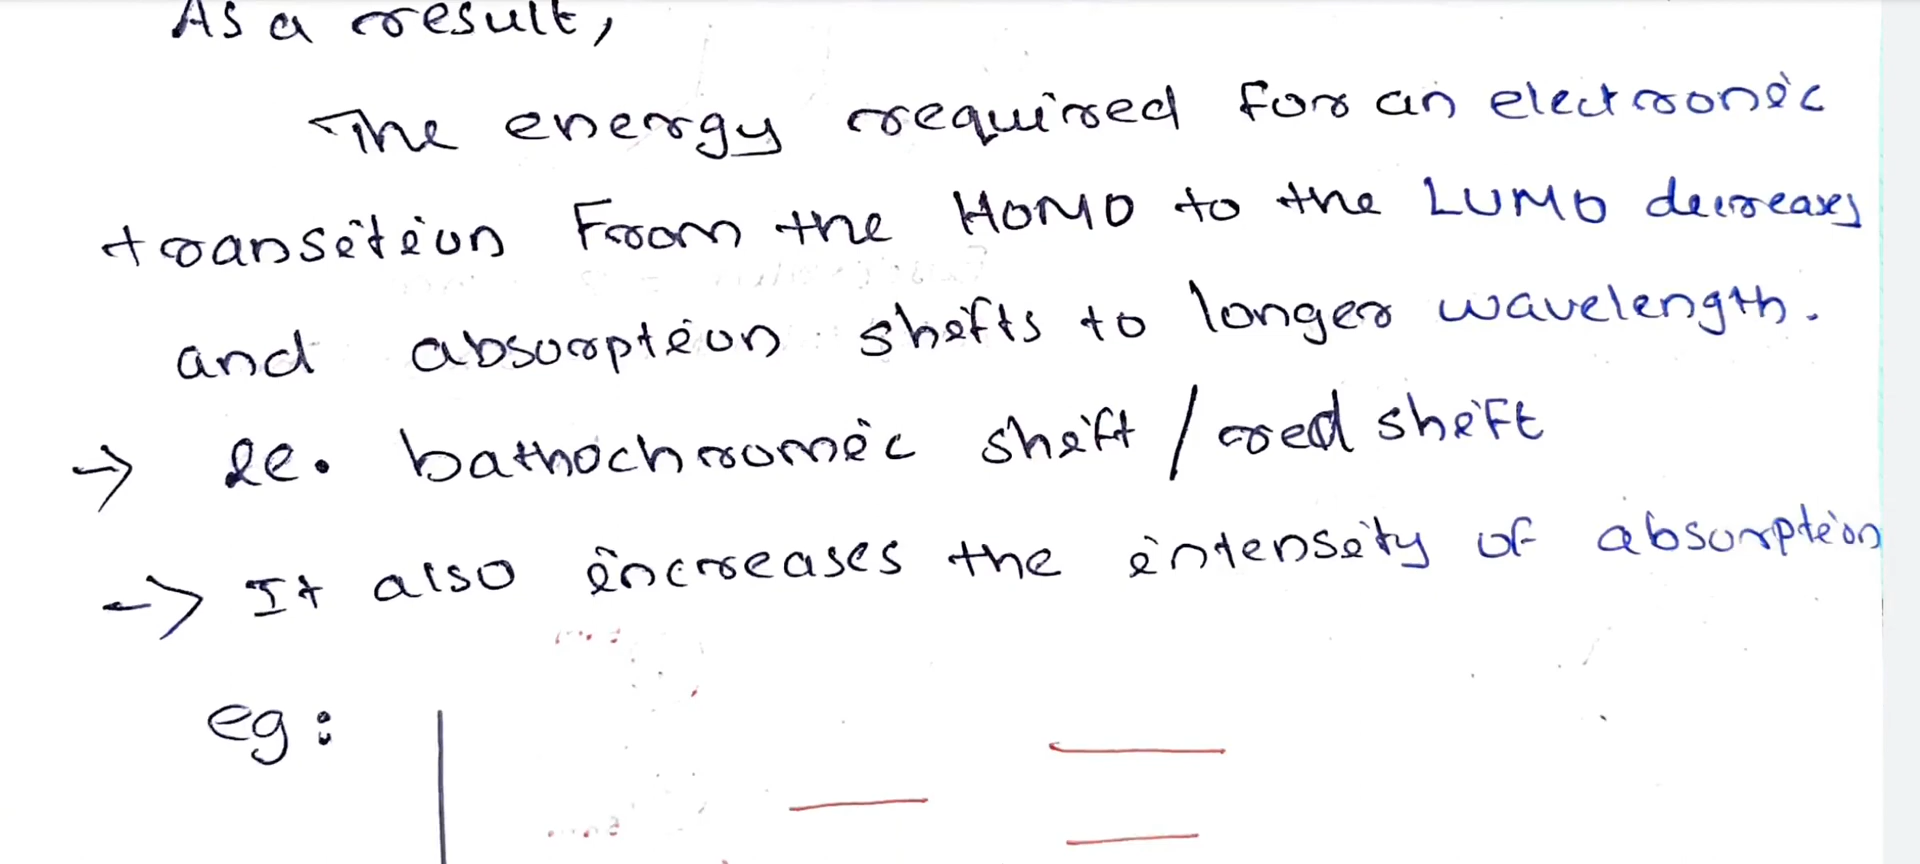 As a result,
The energy required for an electronic
transition from the HOMO to the LUMO decreases
and absorption shifts to longer wavelength.
→ ie. bathochromic shift / red shift
→ It also increases the intensity of absorption
eg: